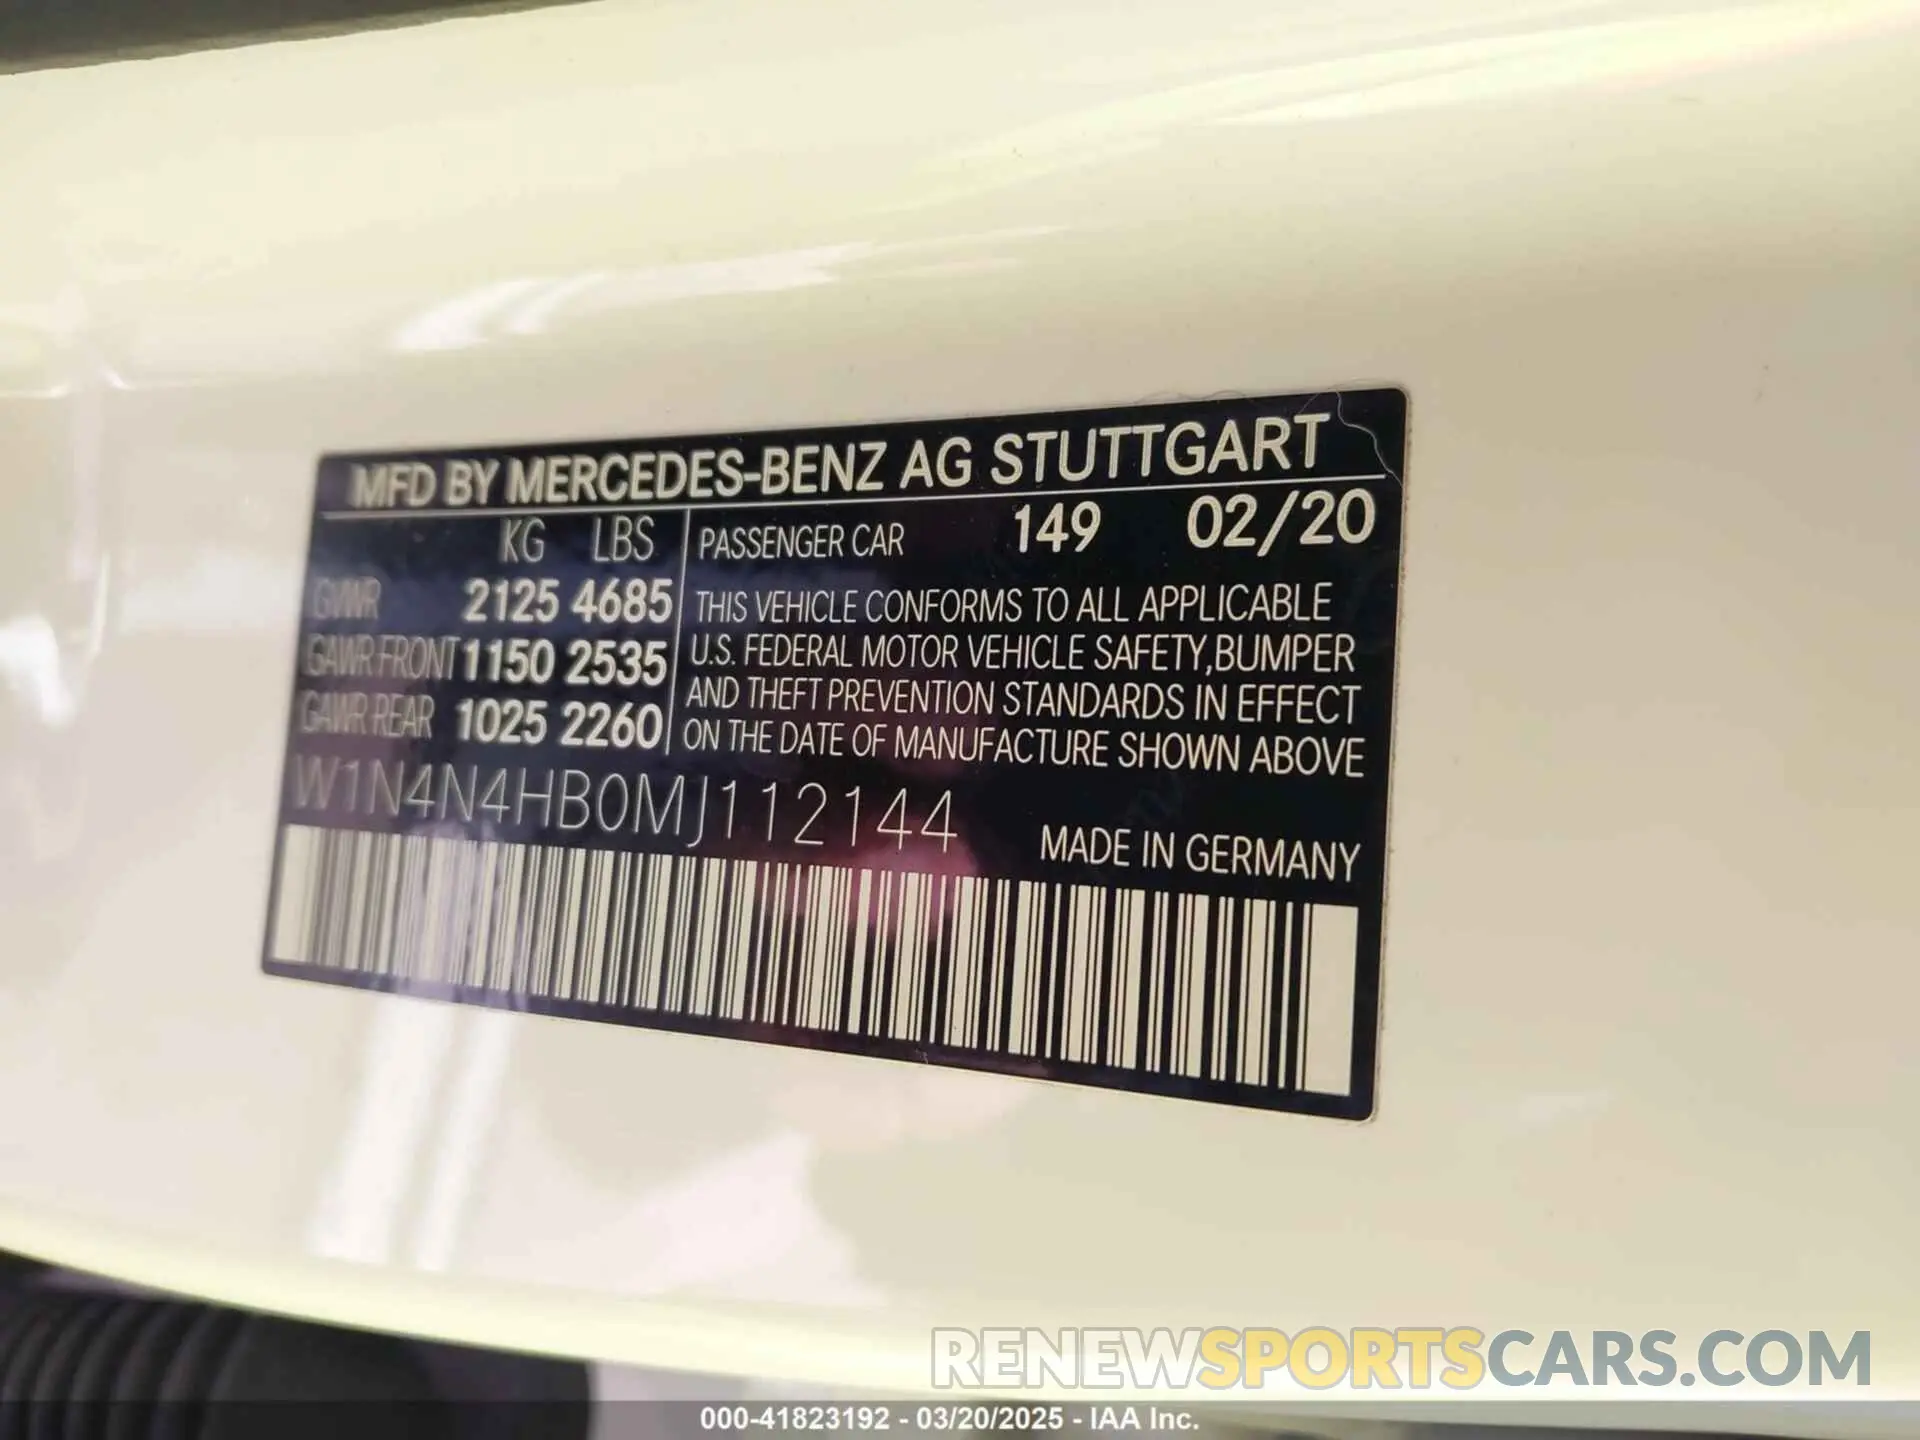 MFD BY MERCEDES-BENZ AG STUTTGART
KG LBS
GVWR 2125 4685
GAWR FRONT 1150 2535
GAWR REAR 1025 2260
PASSENGER CAR 149 02/20
THIS VEHICLE CONFORMS TO ALL APPLICABLE
U.S. FEDERAL MOTOR VEHICLE SAFETY,BUMPER
AND THEFT PREVENTION STANDARDS IN EFFECT
ON THE DATE OF MANUFACTURE SHOWN ABOVE
W1N4N4HB0MJ112144
MADE IN GERMANY
RENEWSPORTSCARS.COM
000-41823192 - 03/20/2025 - IAA Inc.